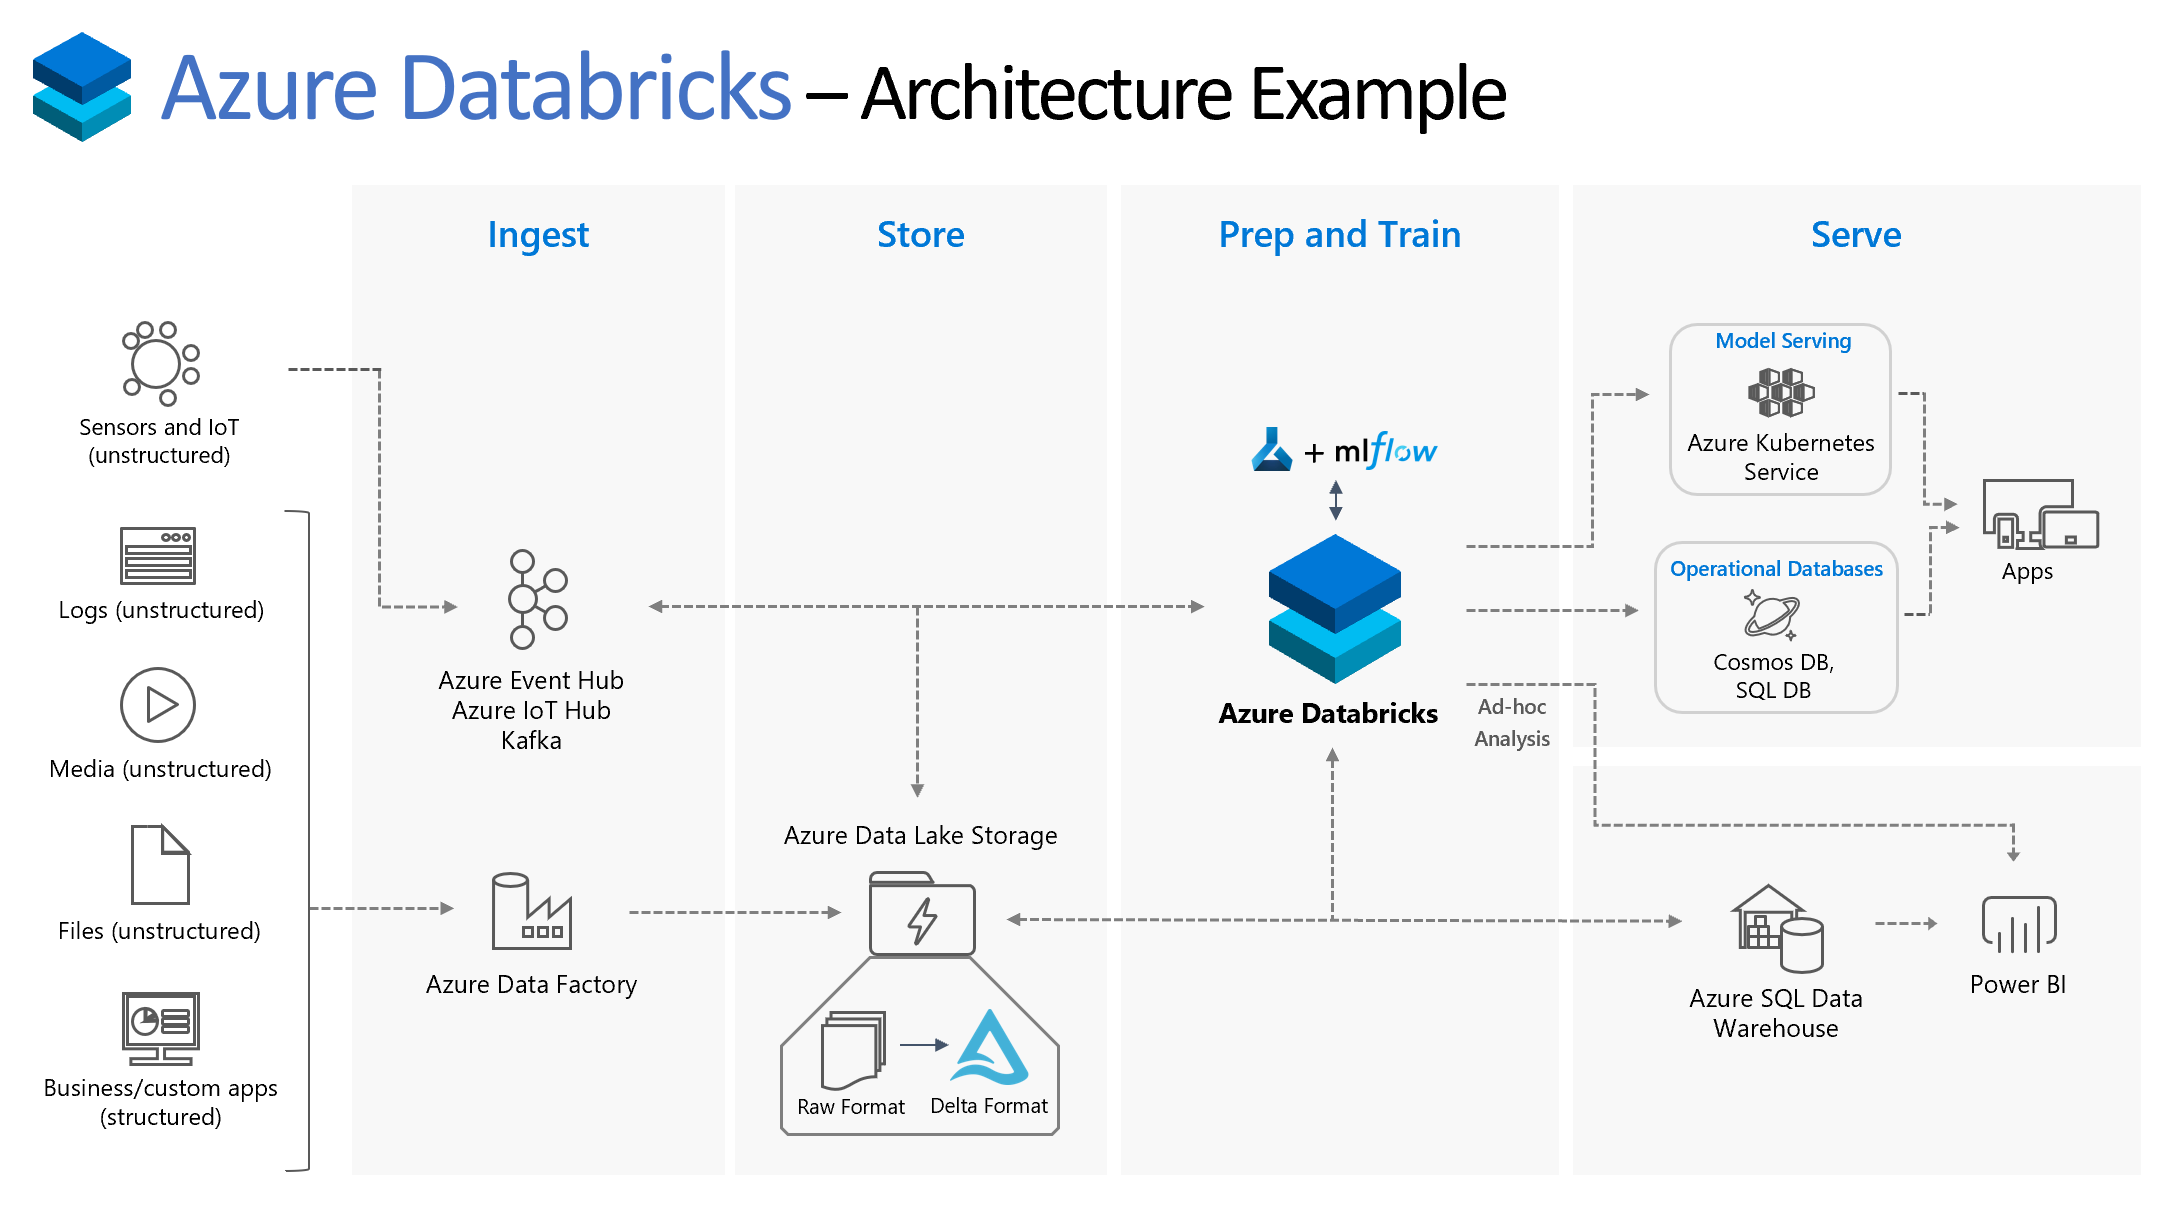 Azure Databricks – Architecture Example
Ingest
Store
Prep and Train
Serve
Sensors and IoT
(unstructured)
Logs (unstructured)
Media (unstructured)
Files (unstructured)
Business/custom apps
(structured)
Azure Event Hub
Azure IoT Hub
Kafka
Azure Data Factory
Azure Data Lake Storage
Raw Format
Delta Format
+ mlflow
Azure Databricks
Ad-hoc
Analysis
Model Serving
Azure Kubernetes
Service
Operational Databases
Cosmos DB,
SQL DB
Apps
Azure SQL Data
Warehouse
Power BI